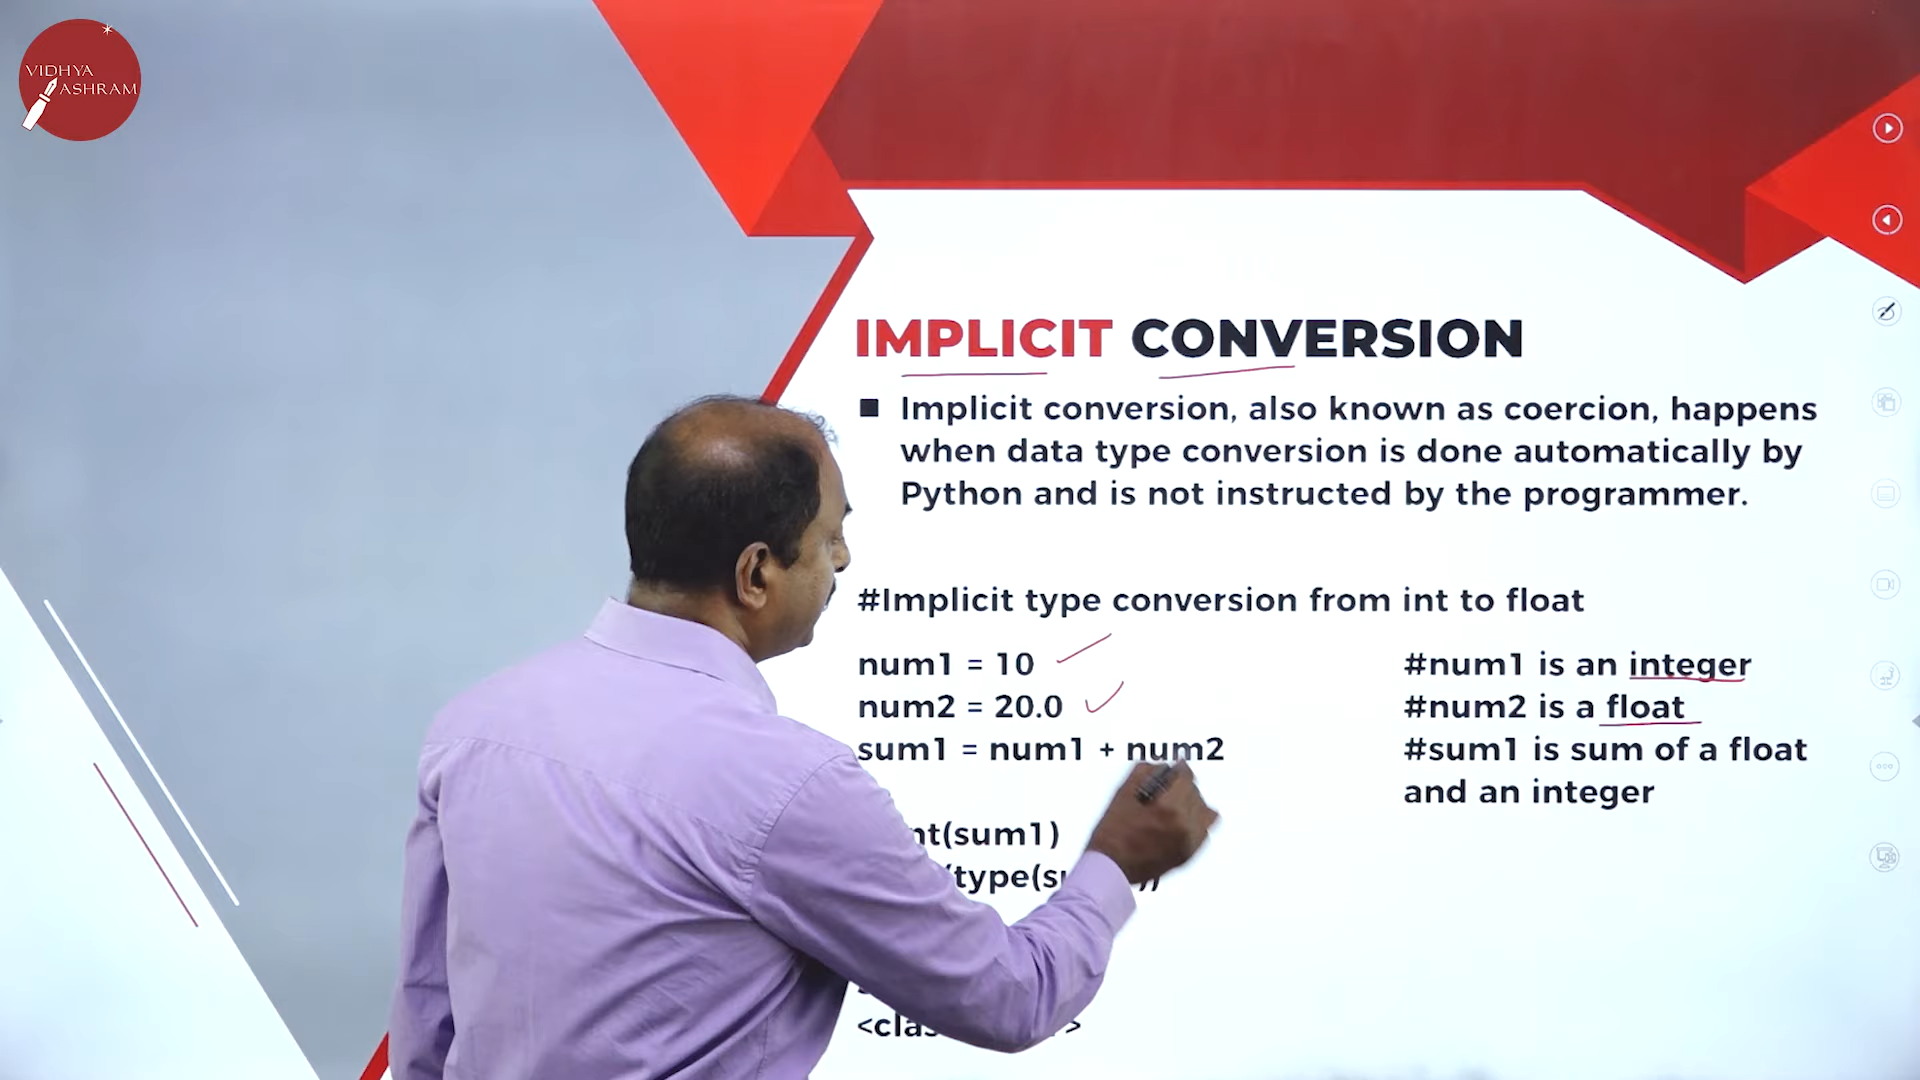 VIDHYA
ASHRAM
IMPLICIT CONVERSION
Implicit conversion, also known as coercion, happens
when data type conversion is done automatically by
Python and is not instructed by the programmer.
#Implicit type conversion from int to float
num1 = 10 #num1 is an integer
num2 = 20.0 #num2 is a float
sum1 = num1 + num2 #sum1 is sum of a float
and an integer
(sum1)